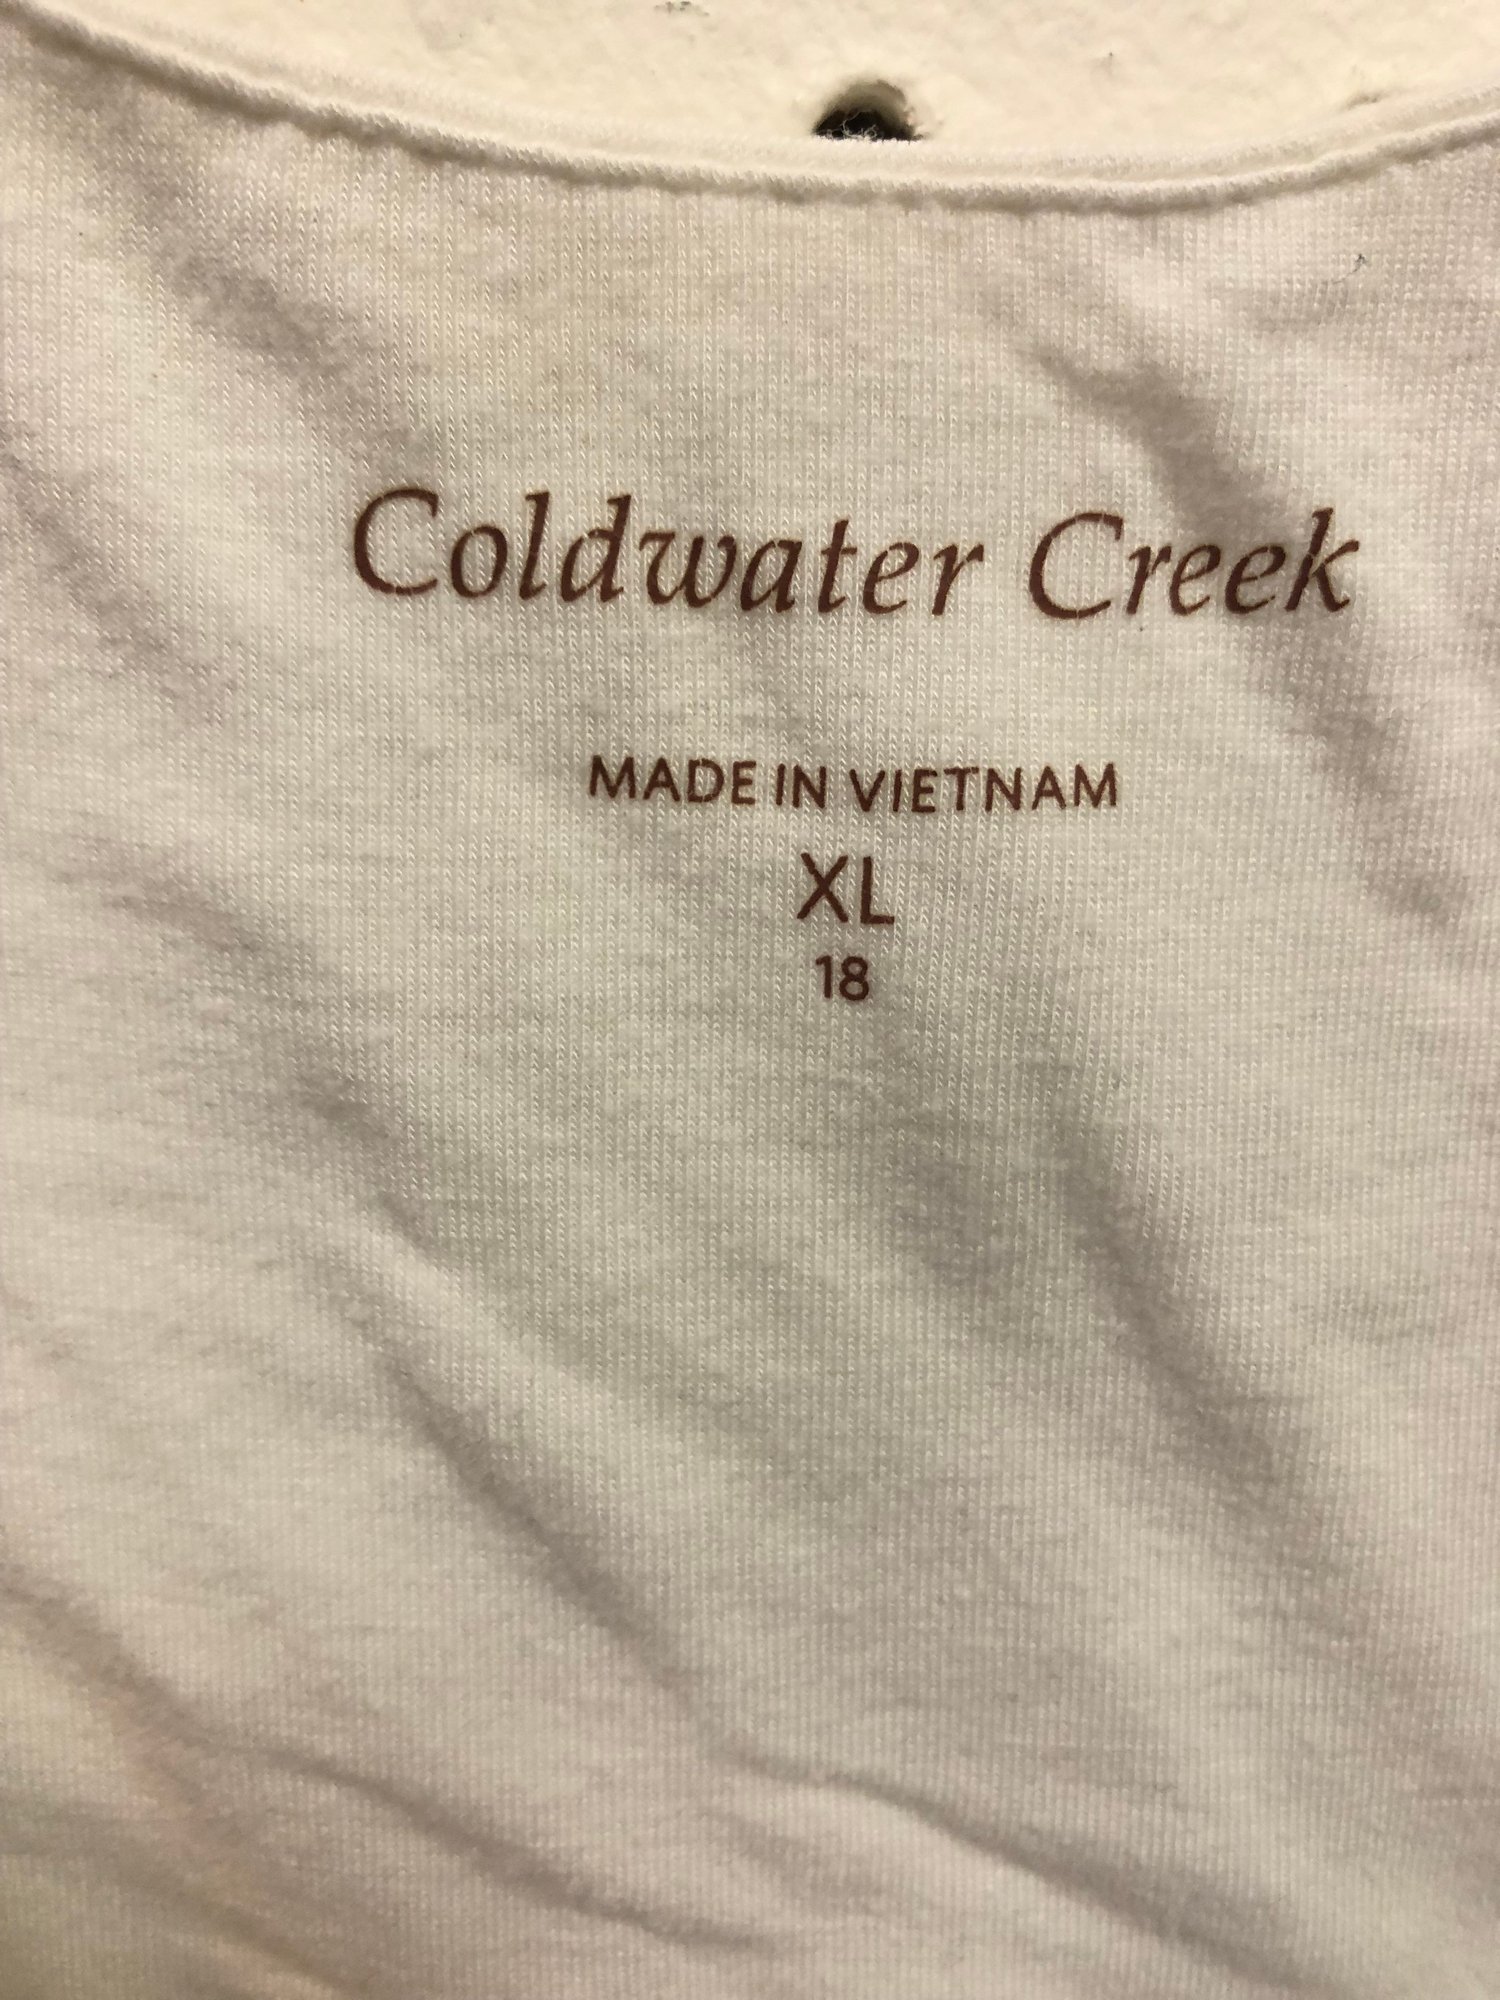 Coldwater Creek
MADE IN VIETNAM
XL
18